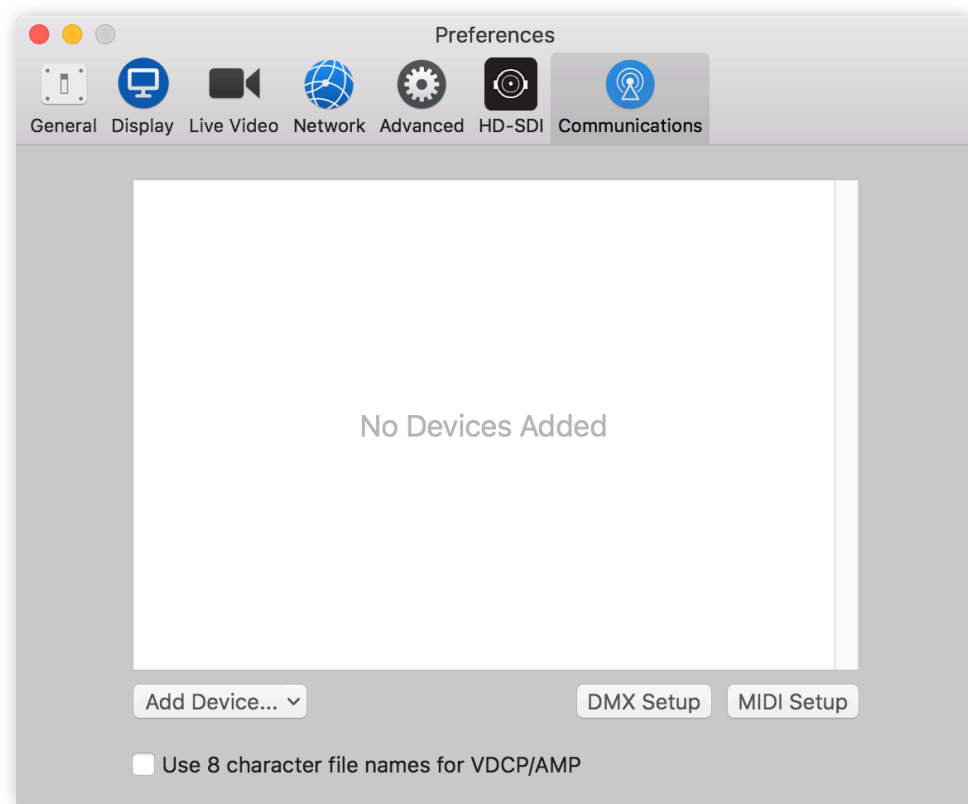 Preferences
General Display Live Video Network Advanced HD-SDI Communications
No Devices Added
Add Device... DMX Setup MIDI Setup
Use 8 character file names for VDCP/AMP